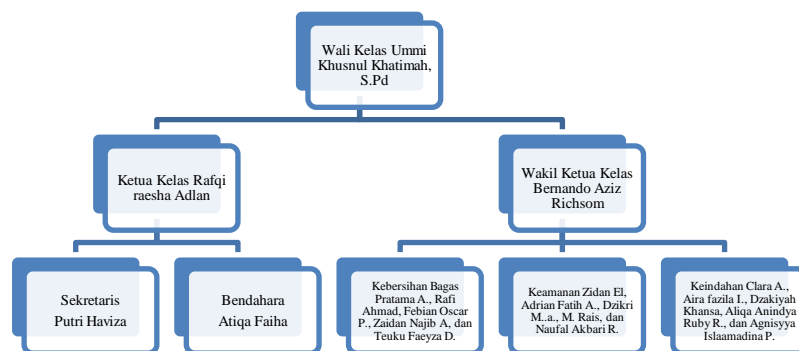 Wali Kelas Ummi
Khusnul Khatimah,
S.Pd
Ketua Kelas Rafqi
raesha Adlan
Wakil Ketua Kelas
Bernando Aziz
Richsom
Sekretaris
Putri Haviza
Bendahara
Atiqa Faiha
Kebersihan Bagas
Pratama A., Rafi
Ahmad, Febian Oscar
P., Zaidan Najib A, dan
Teuku Faeyza D.
Keamanan Zidan El,
Adrian Fatih A., Dzikri
M..a., M. Rais, dan
Naufal Akbari R.
Keindahan Clara A.,
Aira fazila I., Dzakiyah
Khansa, Aliqa Anindya
Ruby R., dan Agnisyya
Islaamadina P.